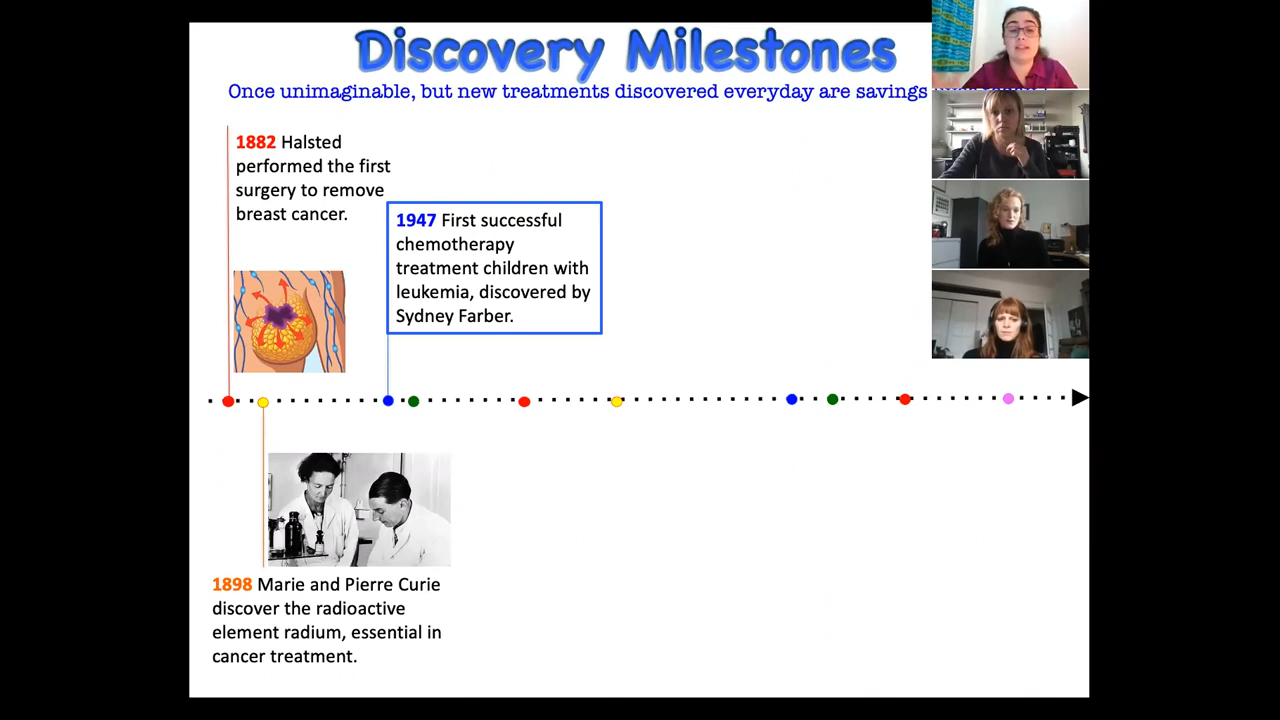 Discovery Milestones
Once unimaginable, but new treatments discovered everyday are savings
1882 Halsted
performed the first
surgery to remove
breast cancer.
1947 First successful
chemotherapy
treatment children with
leukemia, discovered by
Sydney Farber.
1898 Marie and Pierre Curie
discover the radioactive
element radium, essential in
cancer treatment.